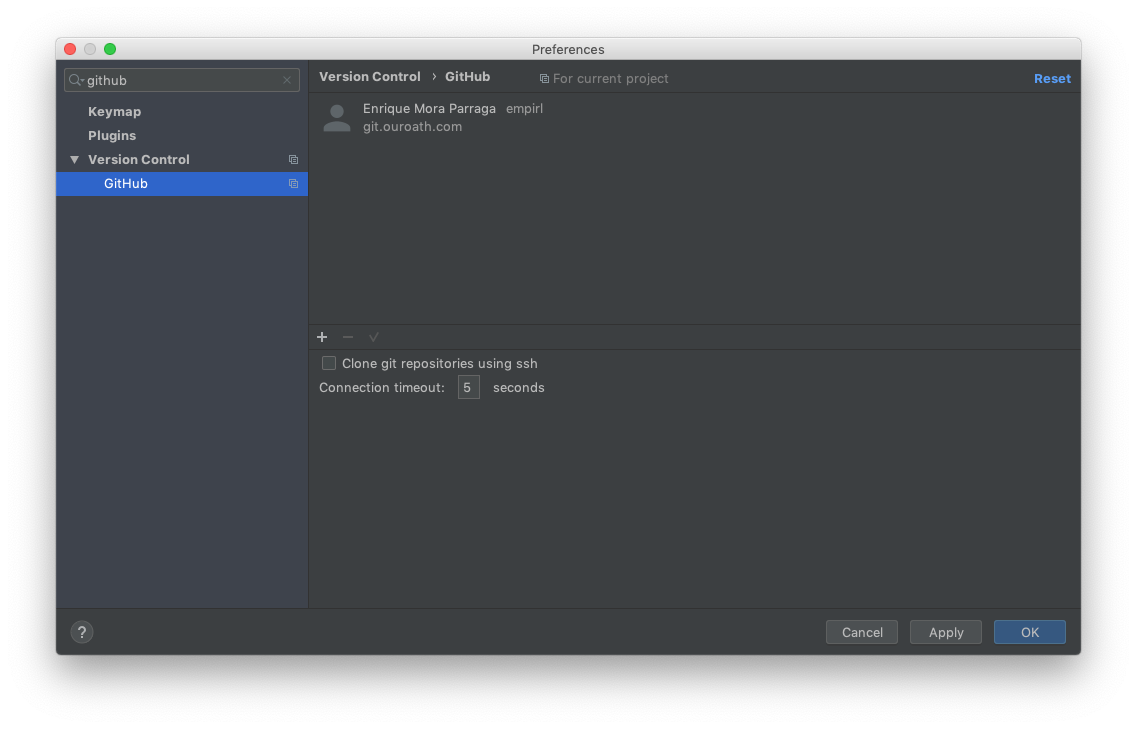 Preferences
github
Keymap
Plugins
Version Control
GitHub
Version Control › GitHub
For current project
Reset
Enrique Mora Parraga empirl
git.ouroath.com
Clone git repositories using ssh
Connection timeout: 5 seconds
?
Cancel
Apply
OK